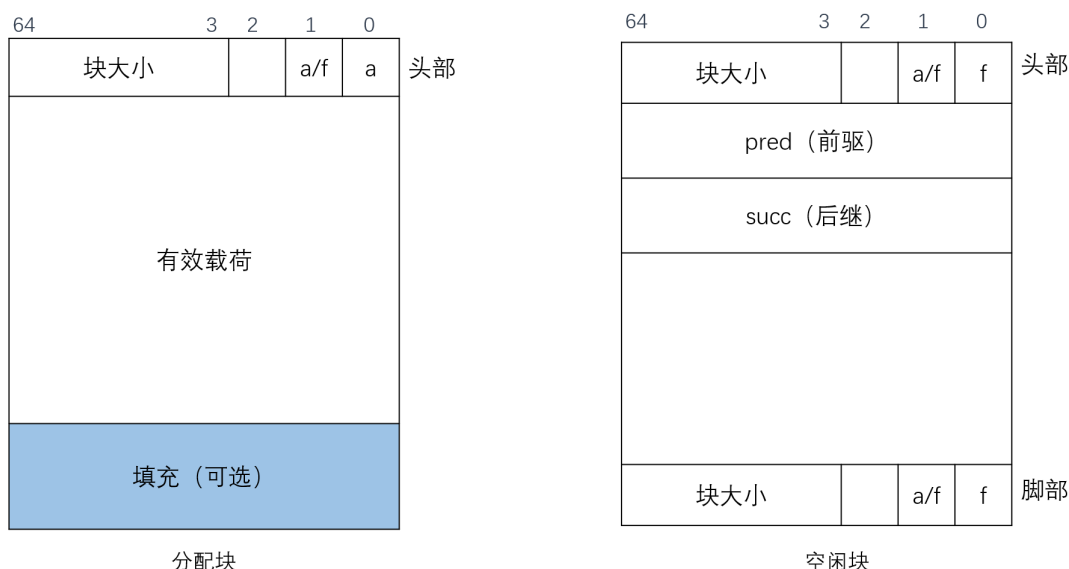 64 3 2 1 0
块大小 a/f a 头部
有效载荷
填充（可选）
分配块
64 3 2 1 0
块大小 a/f f 头部
pred（前驱）
succ（后继）
块大小 a/f f 脚部
空闲块